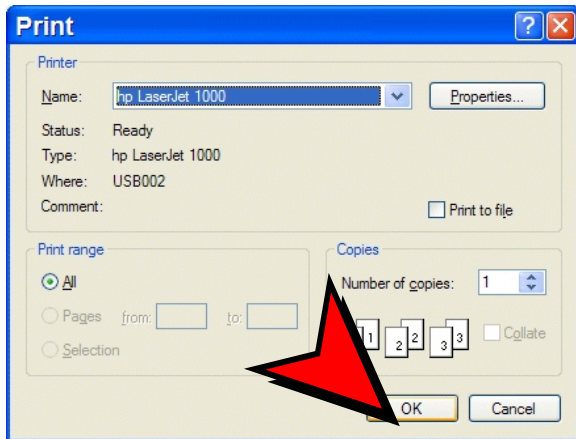 Print
Printer
Name: hp LaserJet 1000 Properties...
Status: Ready
Type: hp LaserJet 1000
Where: USB002
Comment: Print to file
Print range
All
Pages from: to:
Selection
Copies
Number of copies: 1
1 2 2 3 3 Collate
OK Cancel